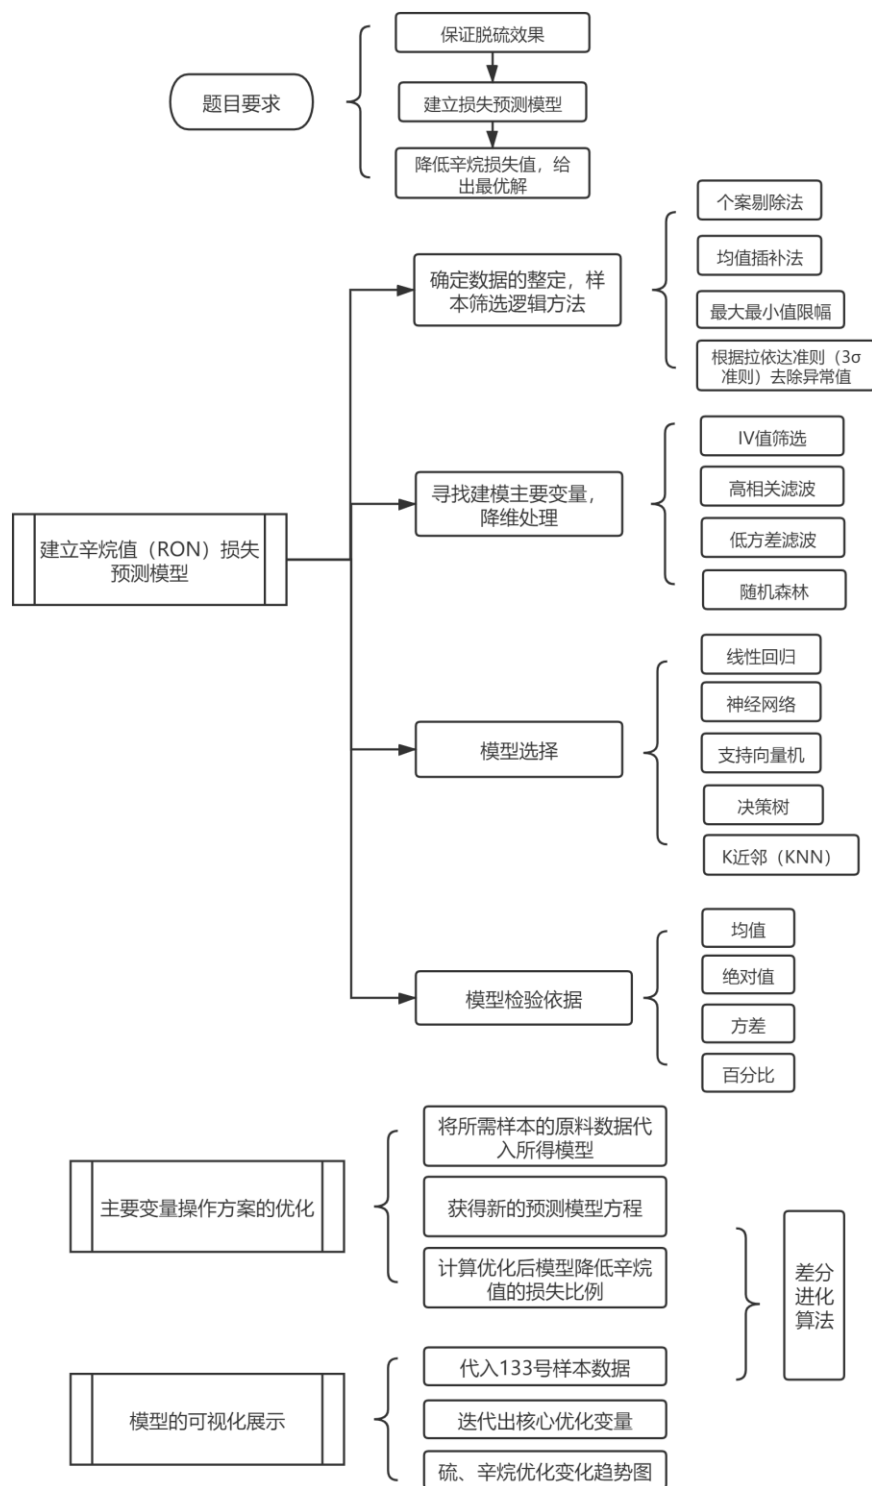 题目要求
保证脱硫效果
建立损失预测模型
降低辛烷损失值，给
出最优解
建立辛烷值（RON）损失
预测模型
确定数据的整定，样
本筛选逻辑方法
个案剔除法
均值插补法
最大最小值限幅
根据拉依达准则（3σ
准则）去除异常值
寻找建模主要变量，
降维处理
IV值筛选
高相关滤波
低方差滤波
随机森林
模型选择
线性回归
神经网络
支持向量机
决策树
K近邻（KNN）
模型检验依据
均值
绝对值
方差
百分比
主要变量操作方案的优化
将所需样本的原料数据代
入所得模型
获得新的预测模型方程
计算优化后模型降低辛烷
值的损失比例
差分
进化
算法
模型的可视化展示
代入133号样本数据
迭代出核心优化变量
硫、辛烷优化变化趋势图